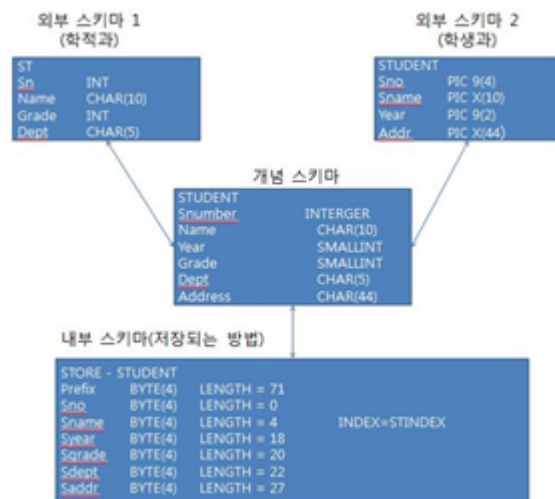 외부 스키마 1
(학적과)
외부 스키마 2
(학생과)
ST
Sn INT
Name CHAR(10)
Grade INT
Dept CHAR(5)
STUDENT
Sno PIC 9(4)
Sname PIC X(10)
Year PIC 9(2)
Addr PIC X(44)
개념 스키마
STUDENT
Snumber INTERGER
Name CHAR(10)
Year SMALLINT
Grade SMALLINT
Dept CHAR(5)
Address CHAR(44)
내부 스키마(저장되는 방법)
STORE - STUDENT
Prefix BYTE(4) LENGTH = 71
Sno BYTE(4) LENGTH = 0
Sname BYTE(4) LENGTH = 4 INDEX=STINDEX
Syear BYTE(4) LENGTH = 18
Sgrade BYTE(4) LENGTH = 20
Sdept BYTE(4) LENGTH = 22
Saddr BYTE(4) LENGTH = 27